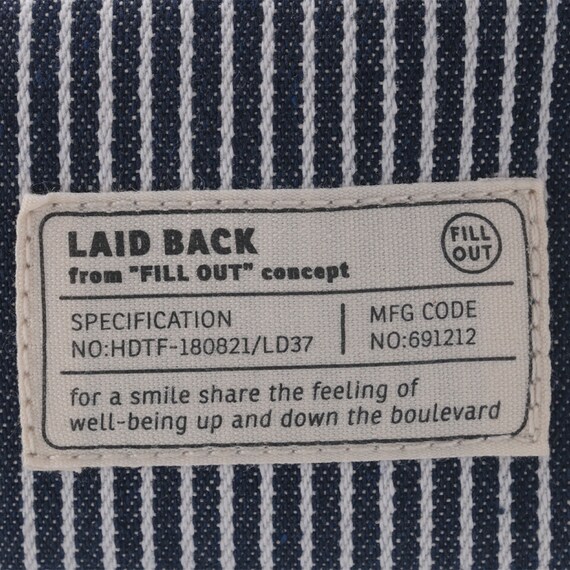 LAID BACK
from "FILL OUT" concept
FILL
OUT
SPECIFICATION
NO:HDTF-180821/LD37
MFG CODE
NO:691212
for a smile share the feeling of
well-being up and down the boulevard